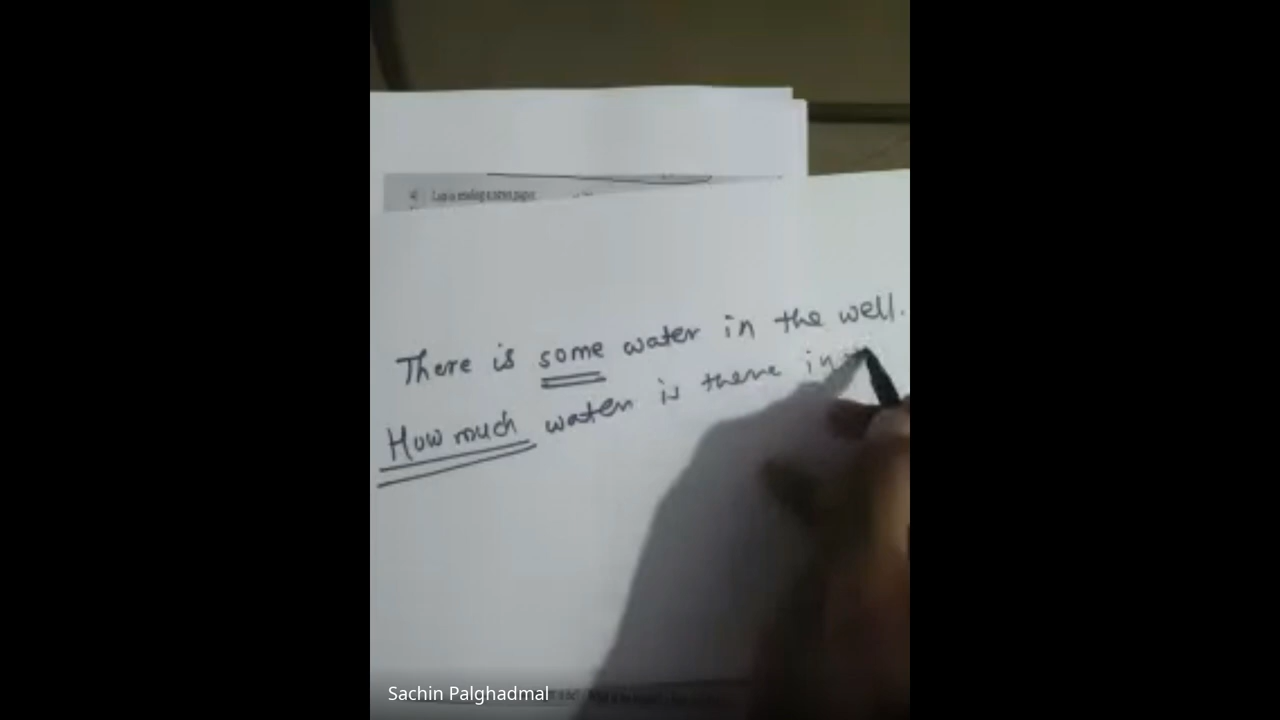 There is some water in the well.
How much water is there in
Sachin Palghadmal